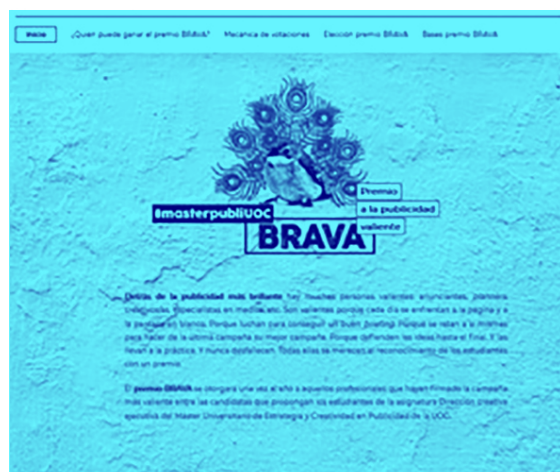 INICIO ¿Quién puede ganar el premio BRAVA? Mecánica de votaciones Elección premio BRAVA Bases premio BRAVA
#masterpubliUOC
Premio
a la publicidad
valiente
BRAVA
Detrás de la publicidad más brillante hay muchas personas valientes: anunciantes, planners,
creativos/as, especialistas en medios, etc. Son valientes porque cada día se enfrentan a la página y a
la pantalla en blanco. Porque luchan para conseguir un buen briefing. Porque se retan a sí mismas
para hacer de la última campaña su mejor campaña. Porque defienden las ideas hasta el final. Y las
llevan a la práctica. Y nunca desfallecen. Todas ellas se merecen el reconocimiento de los estudiantes
con un premio.
El premio BRAVA se otorgará una vez al año a aquellos profesionales que hayan firmado la campaña
más valiente entre las candidatas que propongan los estudiantes de la asignatura Dirección creativa
ejecutiva del Máster Universitario de Estrategia y Creatividad en Publicidad de la UOC.